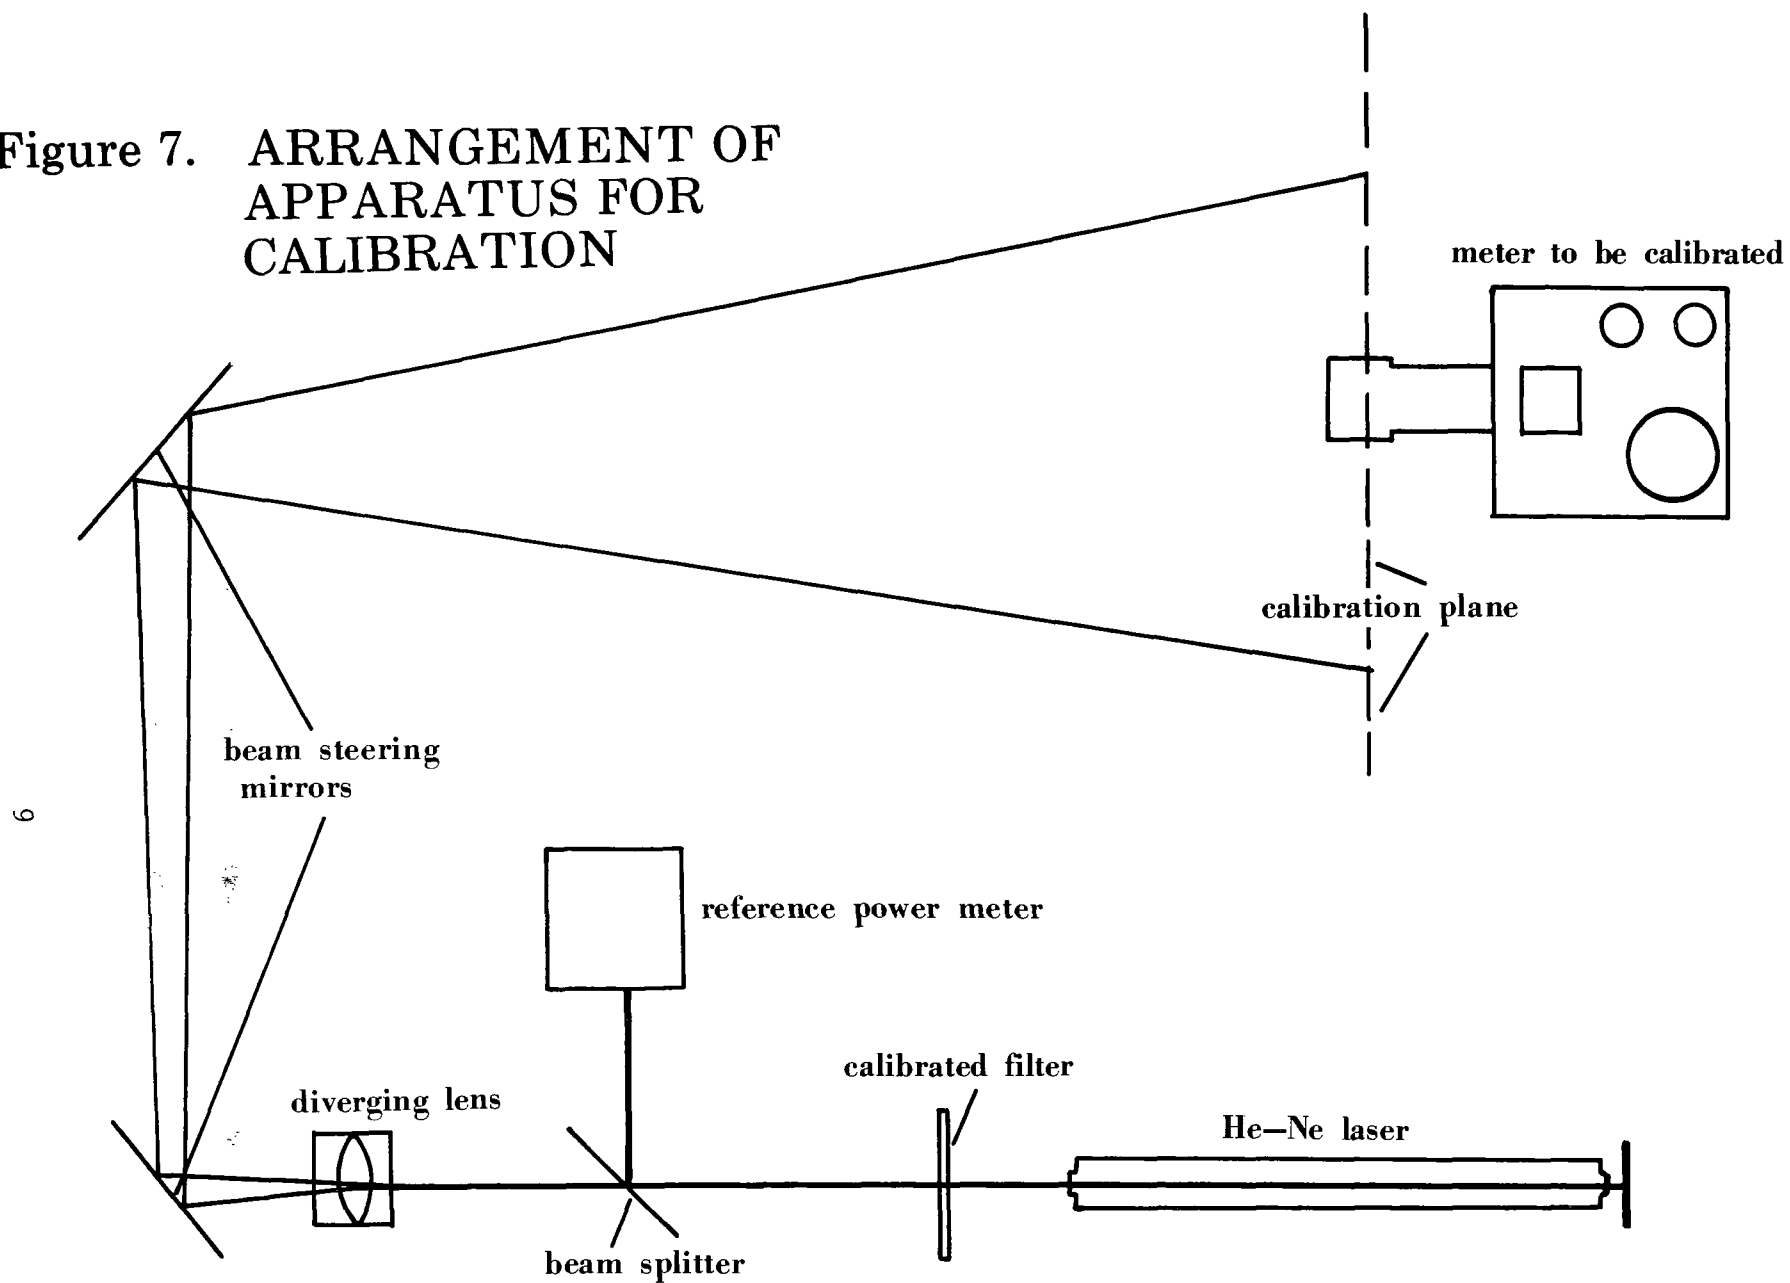 Figure 7. ARRANGEMENT OF
APPARATUS FOR
CALIBRATION
meter to be calibrated
calibration plane
beam steering
mirrors
9
reference power meter
calibrated filter
diverging lens
He—Ne laser
beam splitter